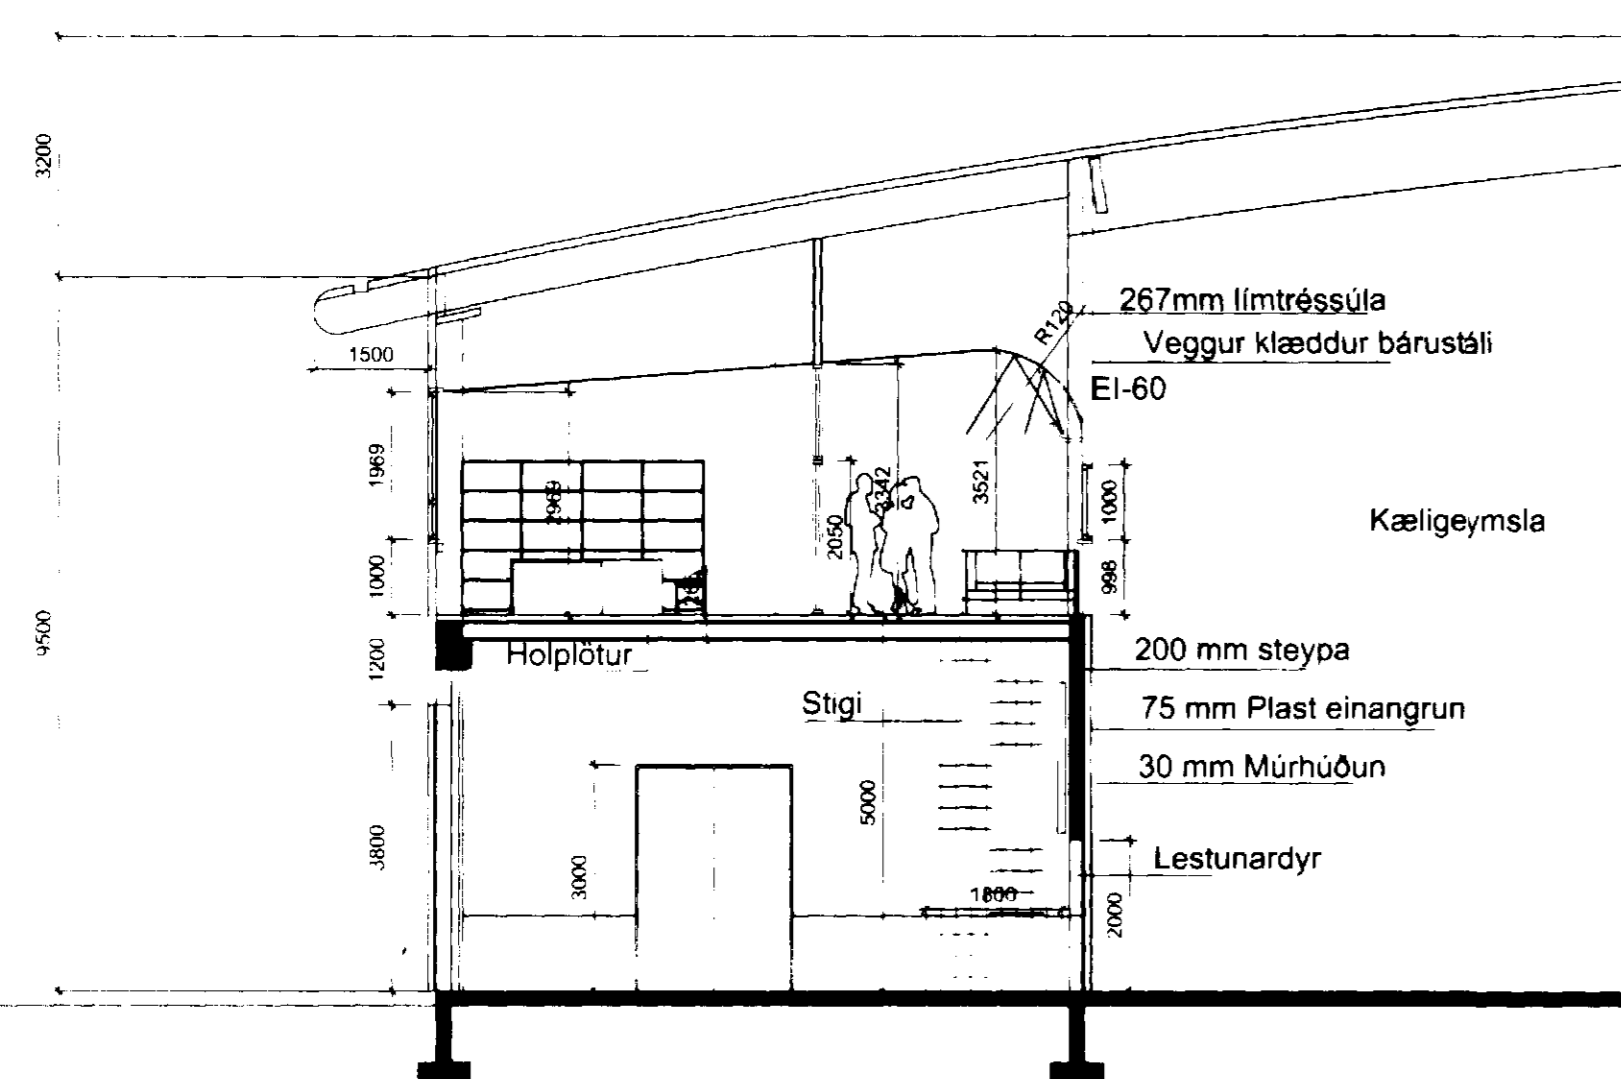 3200
267mm límtréssúla
R120
Veggur klæddur bárustáli
1500
EI-60
1969
2969
3342
3521
2050
1000
Kæligeymsla
1000
998
9500
1200
Holplötur
200 mm steypa
Stigi
75 mm Plast einangrun
30 mm Múrhúðun
3800
5000
3000
Lestunardyr
1800
2000